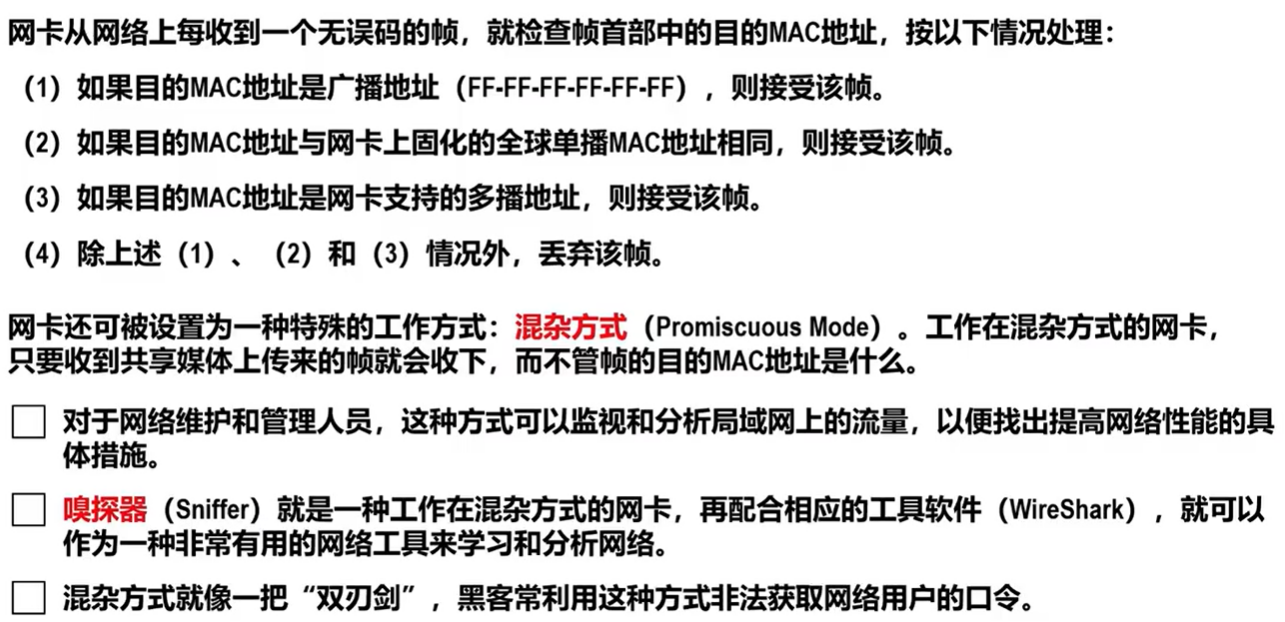 网卡从网络上每收到一个无误码的帧，就检查帧首部中的目的MAC地址，按以下情况处理：
（1）如果目的MAC地址是广播地址（FF-FF-FF-FF-FF-FF），则接受该帧。
（2）如果目的MAC地址与网卡上固化的全球单播MAC地址相同，则接受该帧。
（3）如果目的MAC地址是网卡支持的多播地址，则接受该帧。
（4）除上述（1）、（2）和（3）情况外，丢弃该帧。
网卡还可被设置为一种特殊的工作方式：混杂方式（Promiscuous Mode）。工作在混杂方式的网卡，
只要收到共享媒体上传来的帧就会收下，而不管帧的目的MAC地址是什么。
对于网络维护和管理人员，这种方式可以监视和分析局域网上的流量，以便找出提高网络性能的具
体措施。
嗅探器（Sniffer）就是一种工作在混杂方式的网卡，再配合相应的工具软件（WireShark），就可以
作为一种非常有用的网络工具来学习和分析网络。
混杂方式就像一把“双刃剑”，黑客常利用这种方式非法获取网络用户的口令。